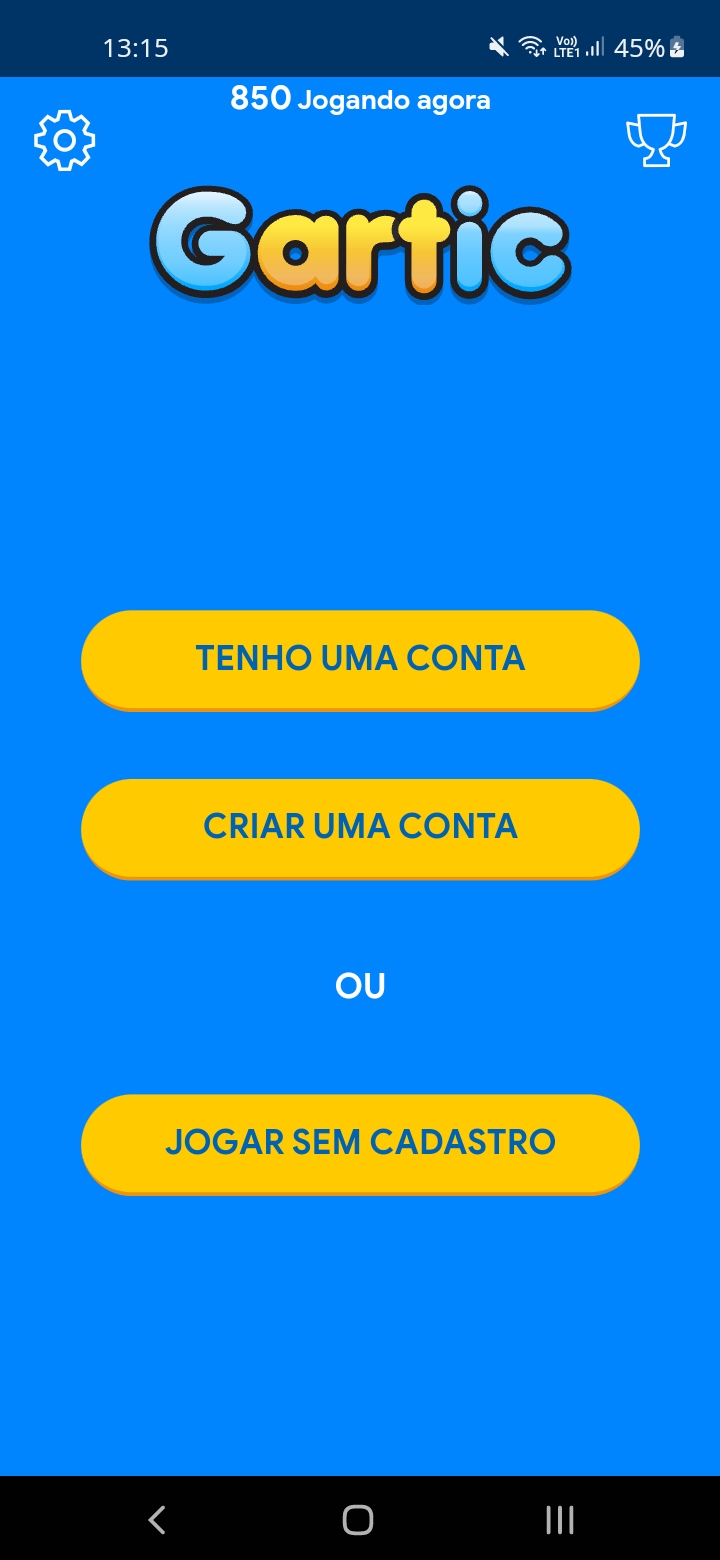 13:15
Vo)) LTE1 45%
850 Jogando agora
Gartic
TENHO UMA CONTA
CRIAR UMA CONTA
OU
JOGAR SEM CADASTRO